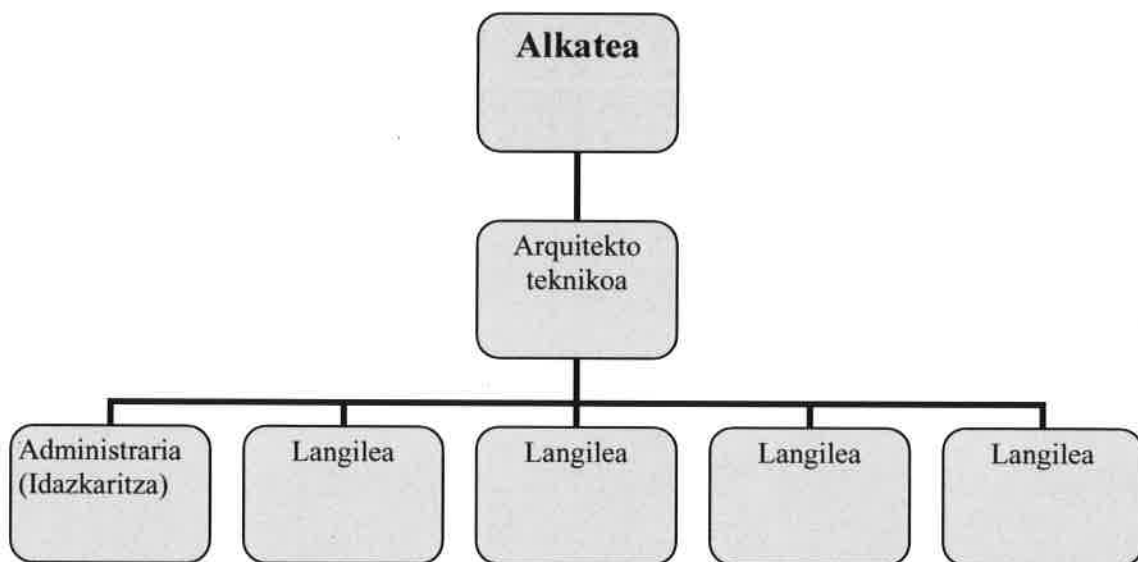 Alkatea
Arquitekto
teknikoa
Administraria
(Idazkaritza)
Langilea
Langilea
Langilea
Langilea